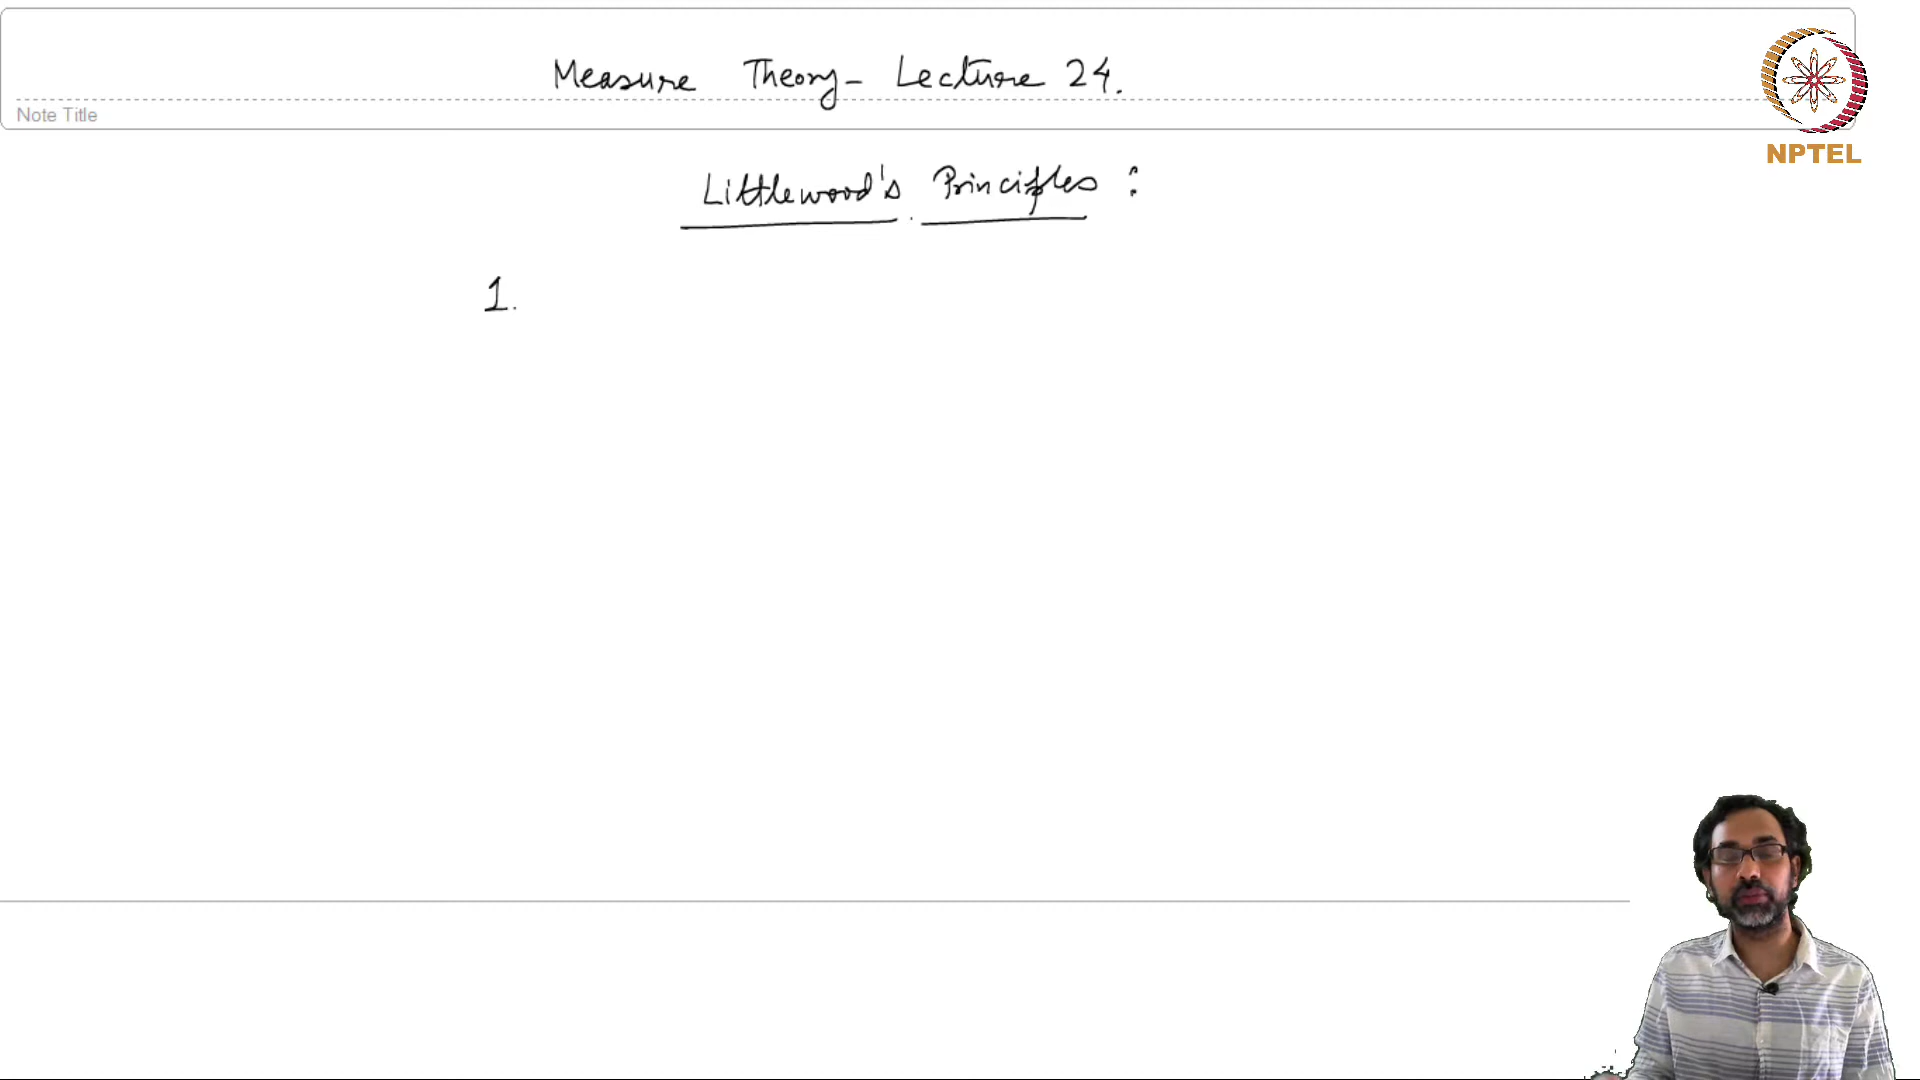 Measure Theory - Lecture 24.
Note Title
NPTEL
Littlewood's Principles :
1.